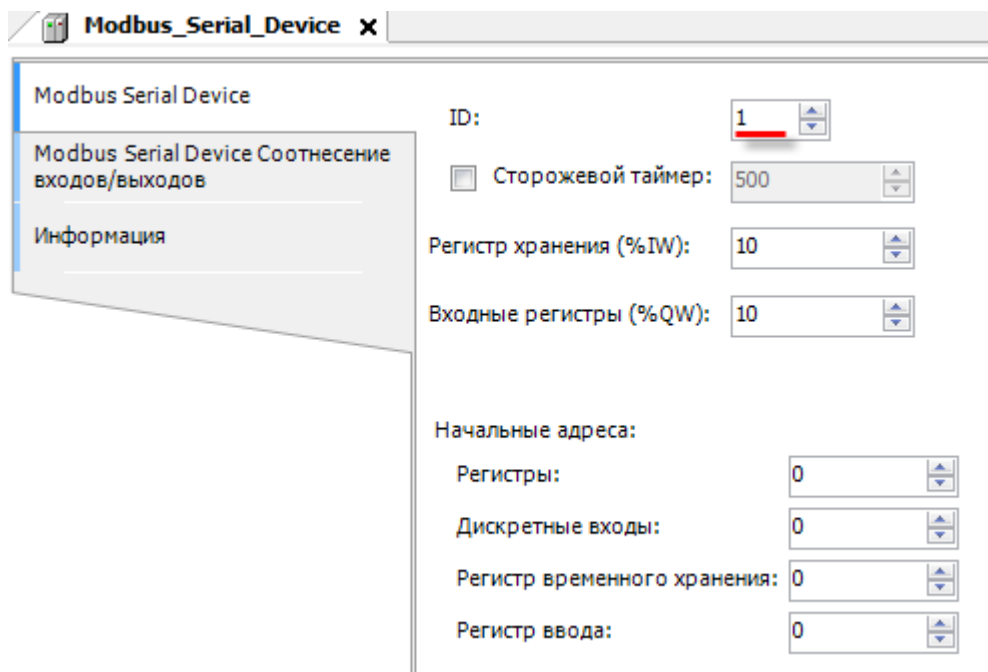 Modbus_Serial_Device x
Modbus Serial Device
Modbus Serial Device Соотнесение
входов/выходов
Информация
ID: 1
Сторожевой таймер: 500
Регистр хранения (%IW): 10
Входные регистры (%QW): 10
Начальные адреса:
Регистры: 0
Дискретные входы: 0
Регистр временного хранения: 0
Регистр ввода: 0